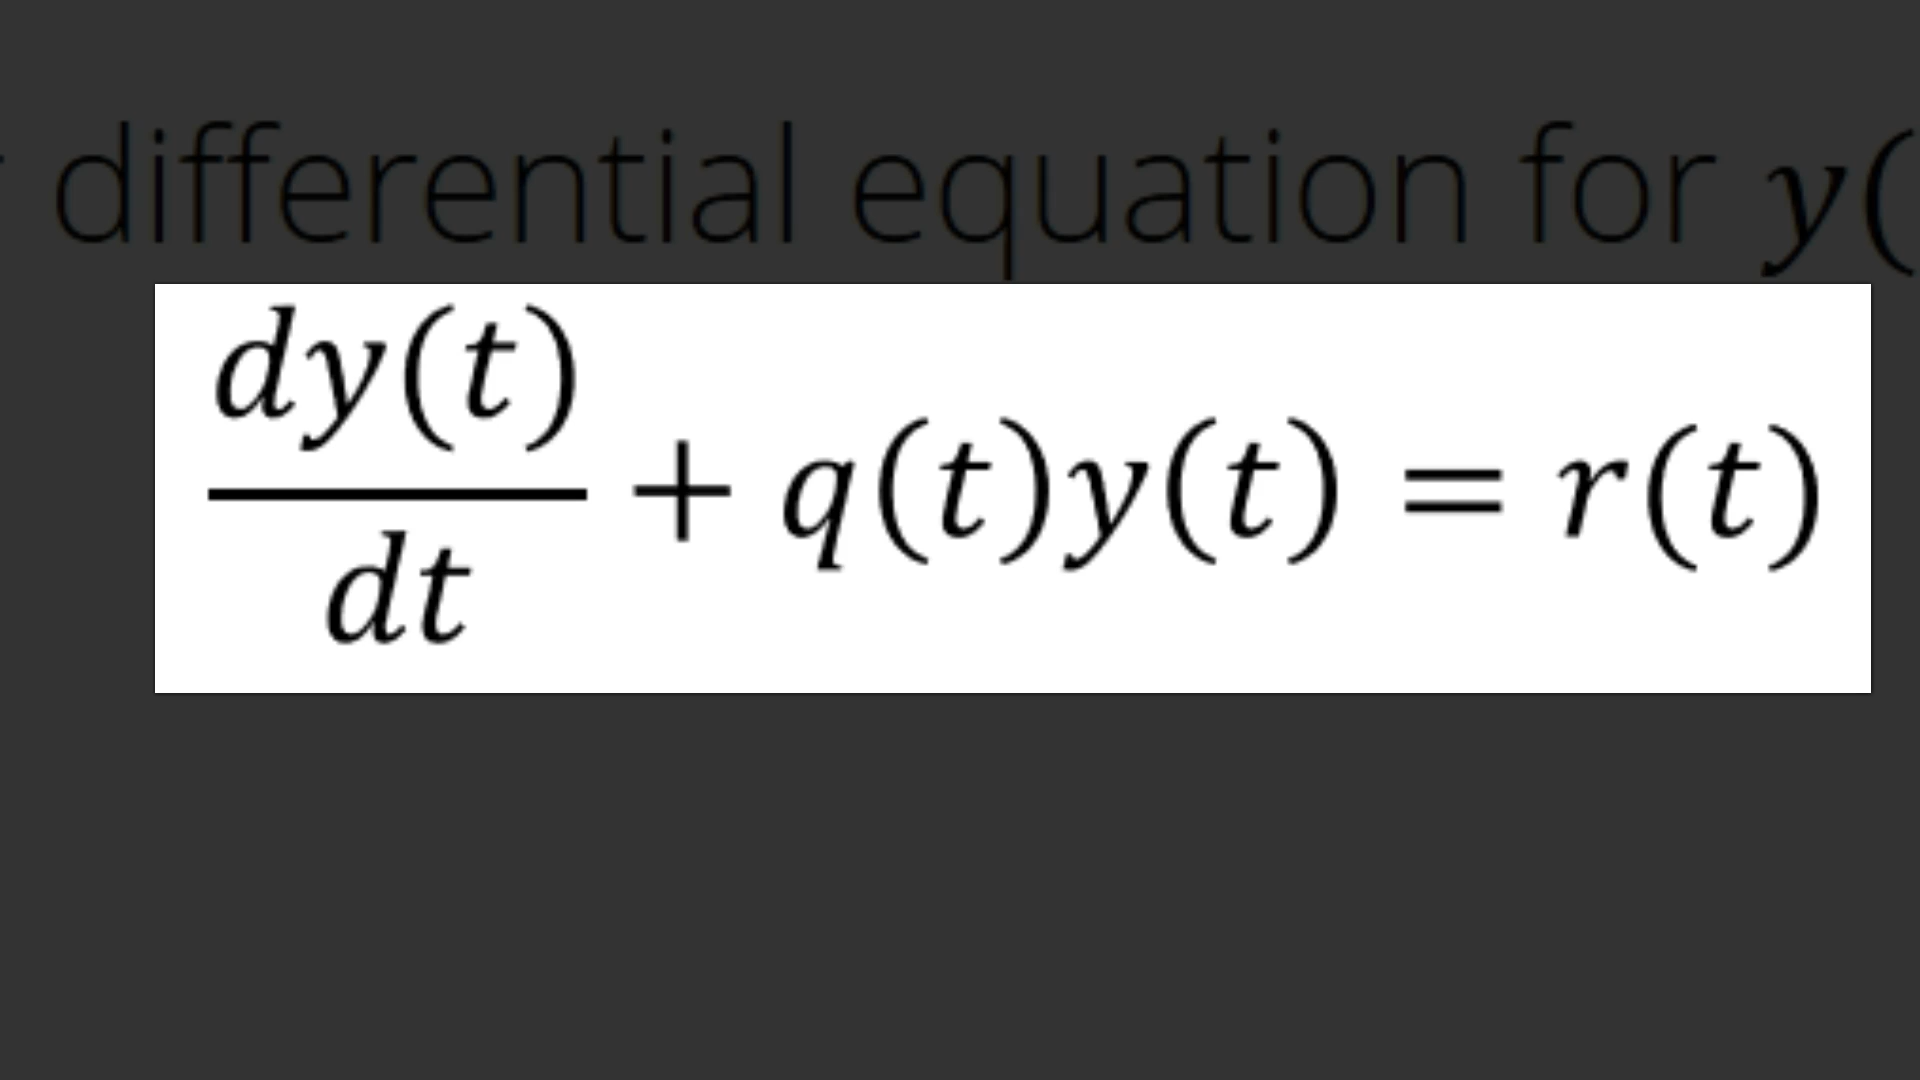 differential equation for y(
dy(t)/dt + q(t)y(t) = r(t)